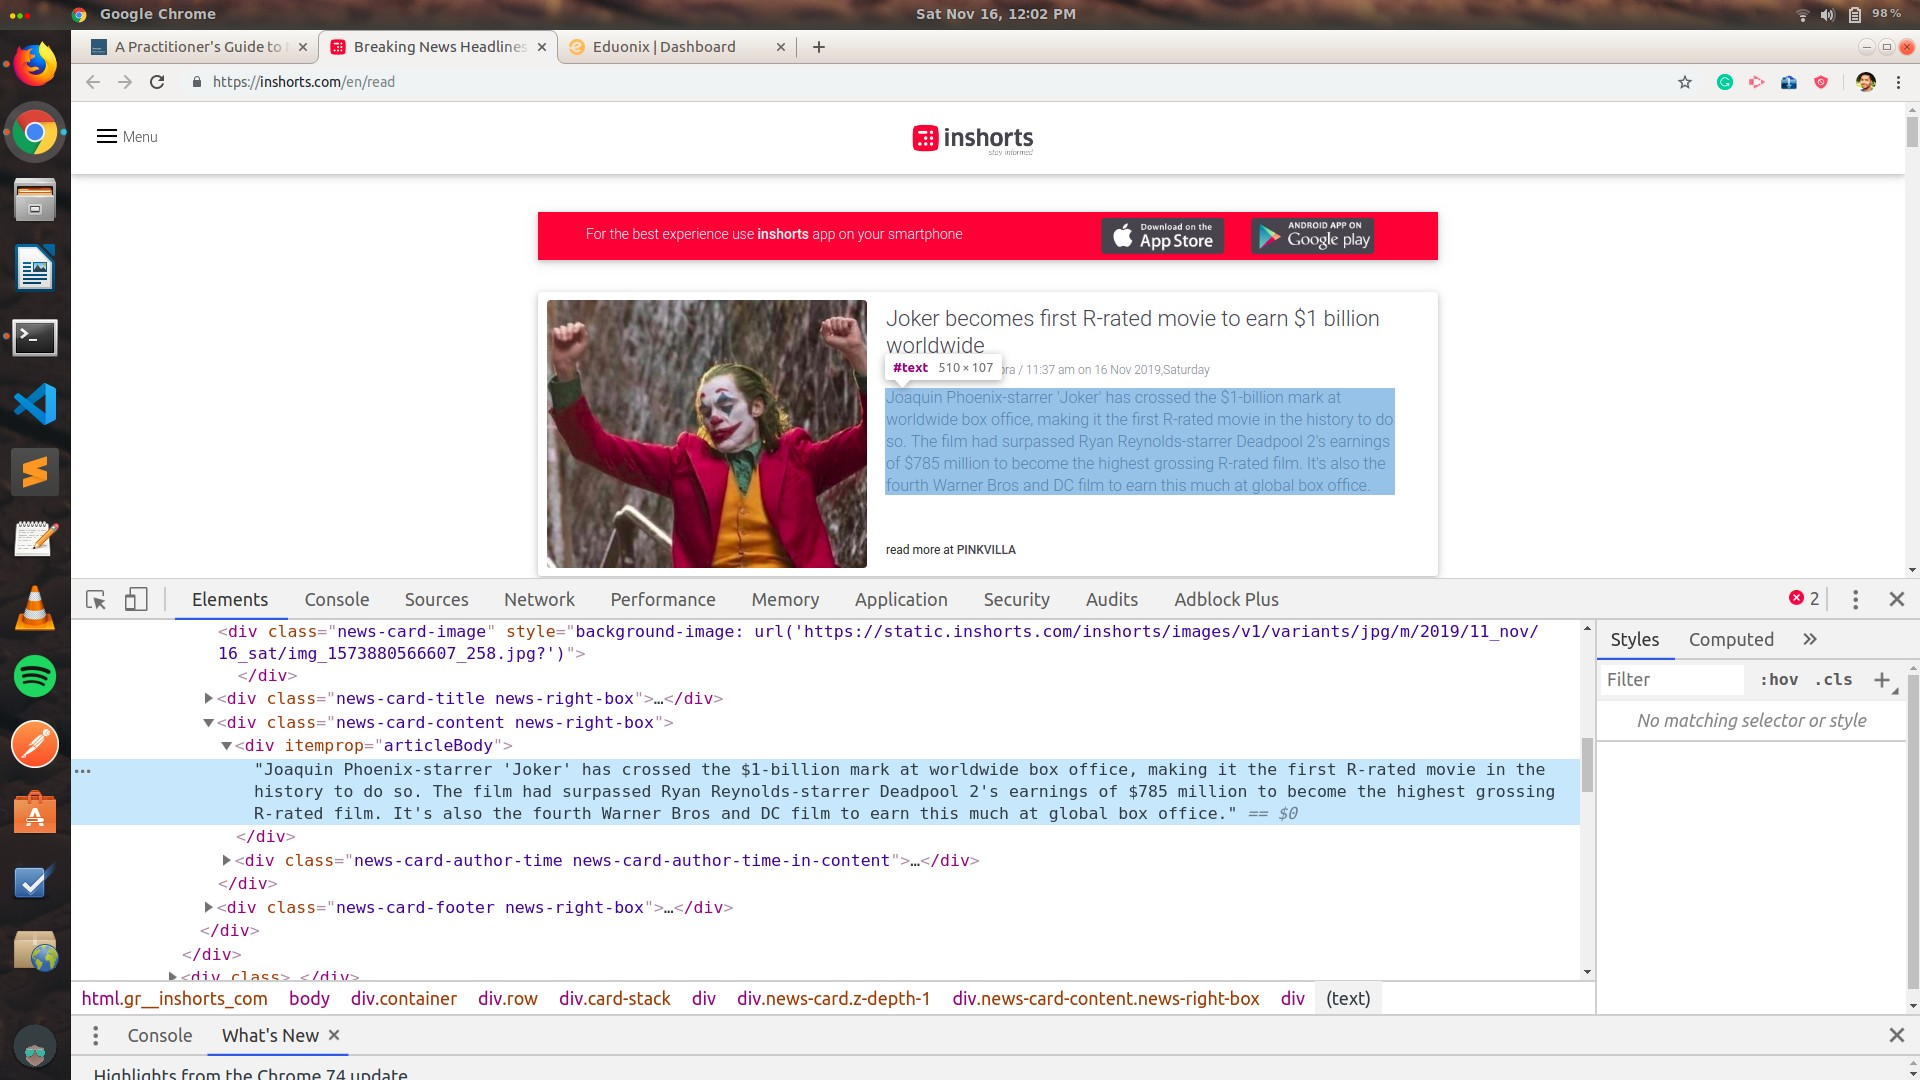 Google Chrome
Sat Nov 16, 12:02 PM
98 %
A Practitioner's Guide to
Breaking News Headlines
Eduonix | Dashboard
https://inshorts.com/en/read
Menu
inshorts
stay informed
For the best experience use inshorts app on your smartphone
Download on the
App Store
ANDROID APP ON
Google play
Joker becomes first R-rated movie to earn $1 billion
worldwide
#text 510 × 107
ora / 11:37 am on 16 Nov 2019,Saturday
Joaquin Phoenix-starrer 'Joker' has crossed the $1-billion mark at
worldwide box office, making it the first R-rated movie in the history to do
so. The film had surpassed Ryan Reynolds-starrer Deadpool 2's earnings
of $785 million to become the highest grossing R-rated film. It's also the
fourth Warner Bros and DC film to earn this much at global box office.
read more at PINKVILLA
Elements Console Sources Network Performance Memory Application Security Audits Adblock Plus
2
<div class="news-card-image" style="background-image: url('https://static.inshorts.com/inshorts/images/v1/variants/jpg/m/2019/11_nov/
16_sat/img_1573880566607_258.jpg?')">
</div>
<div class="news-card-title news-right-box">…</div>
<div class="news-card-content news-right-box">
<div itemprop="articleBody">
"Joaquin Phoenix-starrer 'Joker' has crossed the $1-billion mark at worldwide box office, making it the first R-rated movie in the
history to do so. The film had surpassed Ryan Reynolds-starrer Deadpool 2's earnings of $785 million to become the highest grossing
R-rated film. It's also the fourth Warner Bros and DC film to earn this much at global box office." == $0
</div>
<div class="news-card-author-time news-card-author-time-in-content">…</div>
</div>
<div class="news-card-footer news-right-box">…</div>
</div>
</div>
<div class> </div>
Styles Computed »
Filter :hov .cls +
No matching selector or style
html.gr__inshorts_com body div.container div.row div.card-stack div div.news-card.z-depth-1 div.news-card-content.news-right-box div (text)
Console What's New
Highlights from the Chrome 74 update